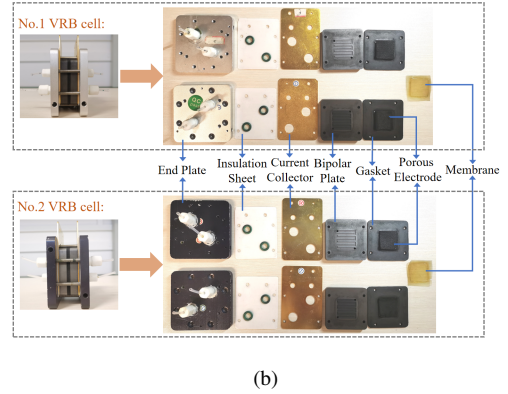 No.1 VRB cell:
End Plate
Insulation
Sheet
Current
Collector
Bipolar
Plate
Gasket
Porous
Electrode
Membrane
No.2 VRB cell:
(b)